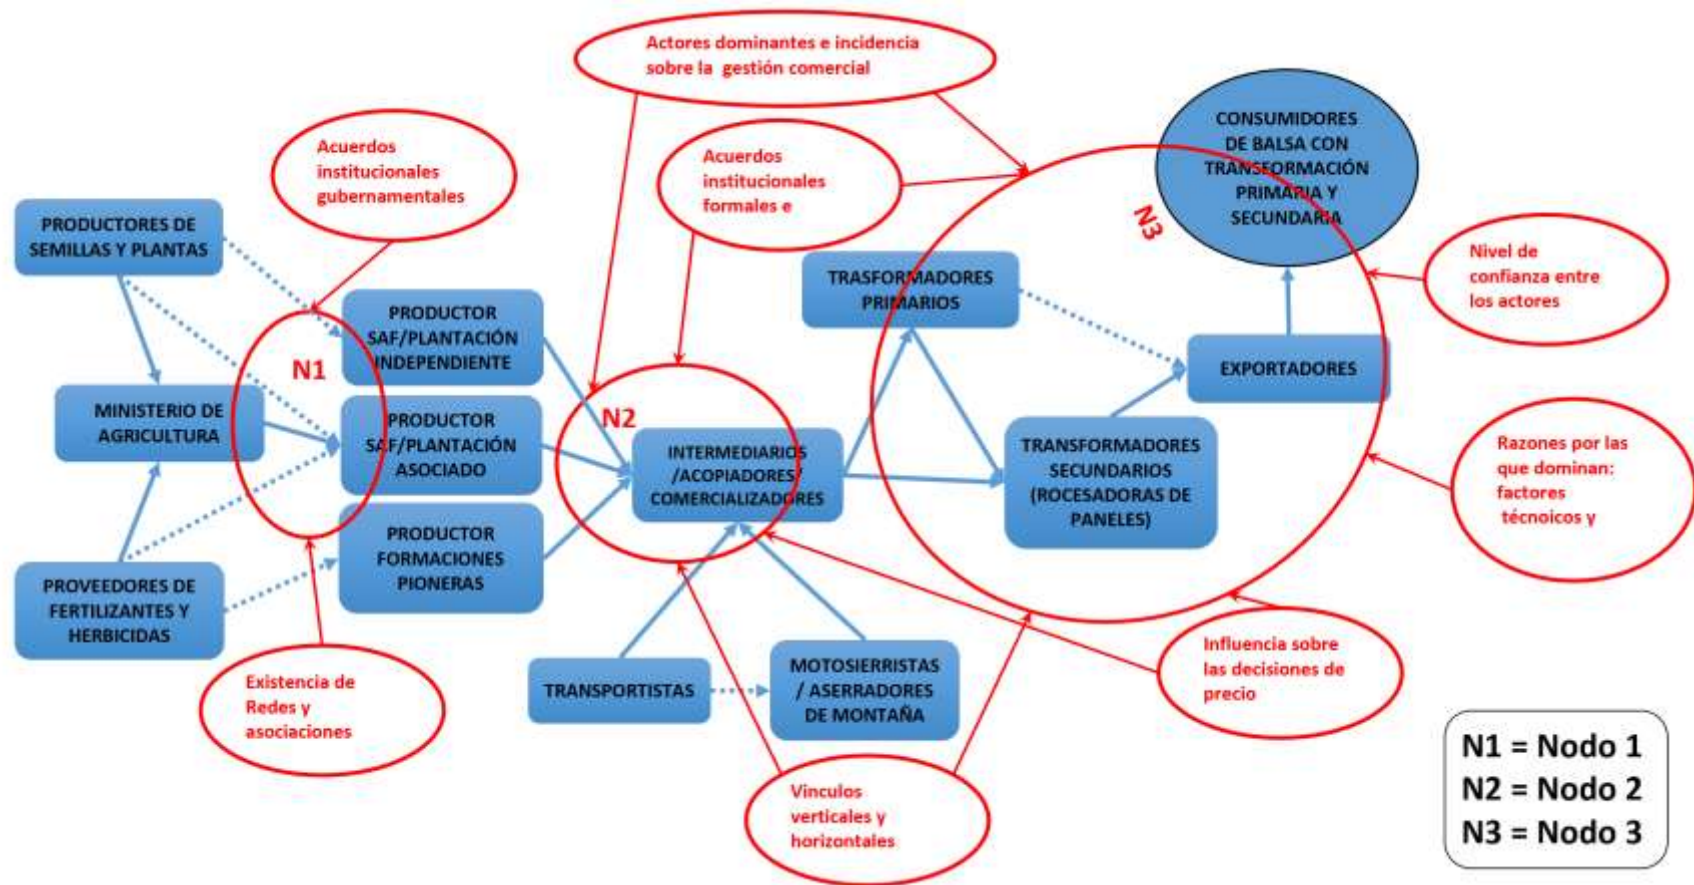 Actores dominantes e incidencia
sobre la gestión comercial
Acuerdos
institucionales
gubernamentales
Acuerdos
institucionales
formales e
CONSUMIDORES
DE BALSA CON
TRANSFORMACIÓN
PRIMARIA Y
SECUNDARIA
N3
PRODUCTORES DE
SEMILLAS Y PLANTAS
Nivel de
confianza entre
los actores
TRASFORMADORES
PRIMARIOS
PRODUCTOR
SAF/PLANTACIÓN
INDEPENDIENTE
N1
EXPORTADORES
MINISTERIO DE
AGRICULTURA
PRODUCTOR
SAF/PLANTACIÓN
ASOCIADO
N2
INTERMEDIARIOS
/ACOPIADORES/
COMERCIALIZADORES
TRANSFORMADORES
SECUNDARIOS
(ROCESADORAS DE
PANELES)
Razones por las
que dominan:
factores
técnoicos y
PRODUCTOR
FORMACIONES
PIONERAS
PROVEEDORES DE
FERTILIZANTES Y
HERBICIDAS
Existencia de
Redes y
asociaciones
TRANSPORTISTAS
MOTOSIERRISTAS
/ ASERRADORES
DE MONTAÑA
Influencia sobre
las decisiones de
precio
Vinculos
verticales y
horizontales
N1 = Nodo 1
N2 = Nodo 2
N3 = Nodo 3